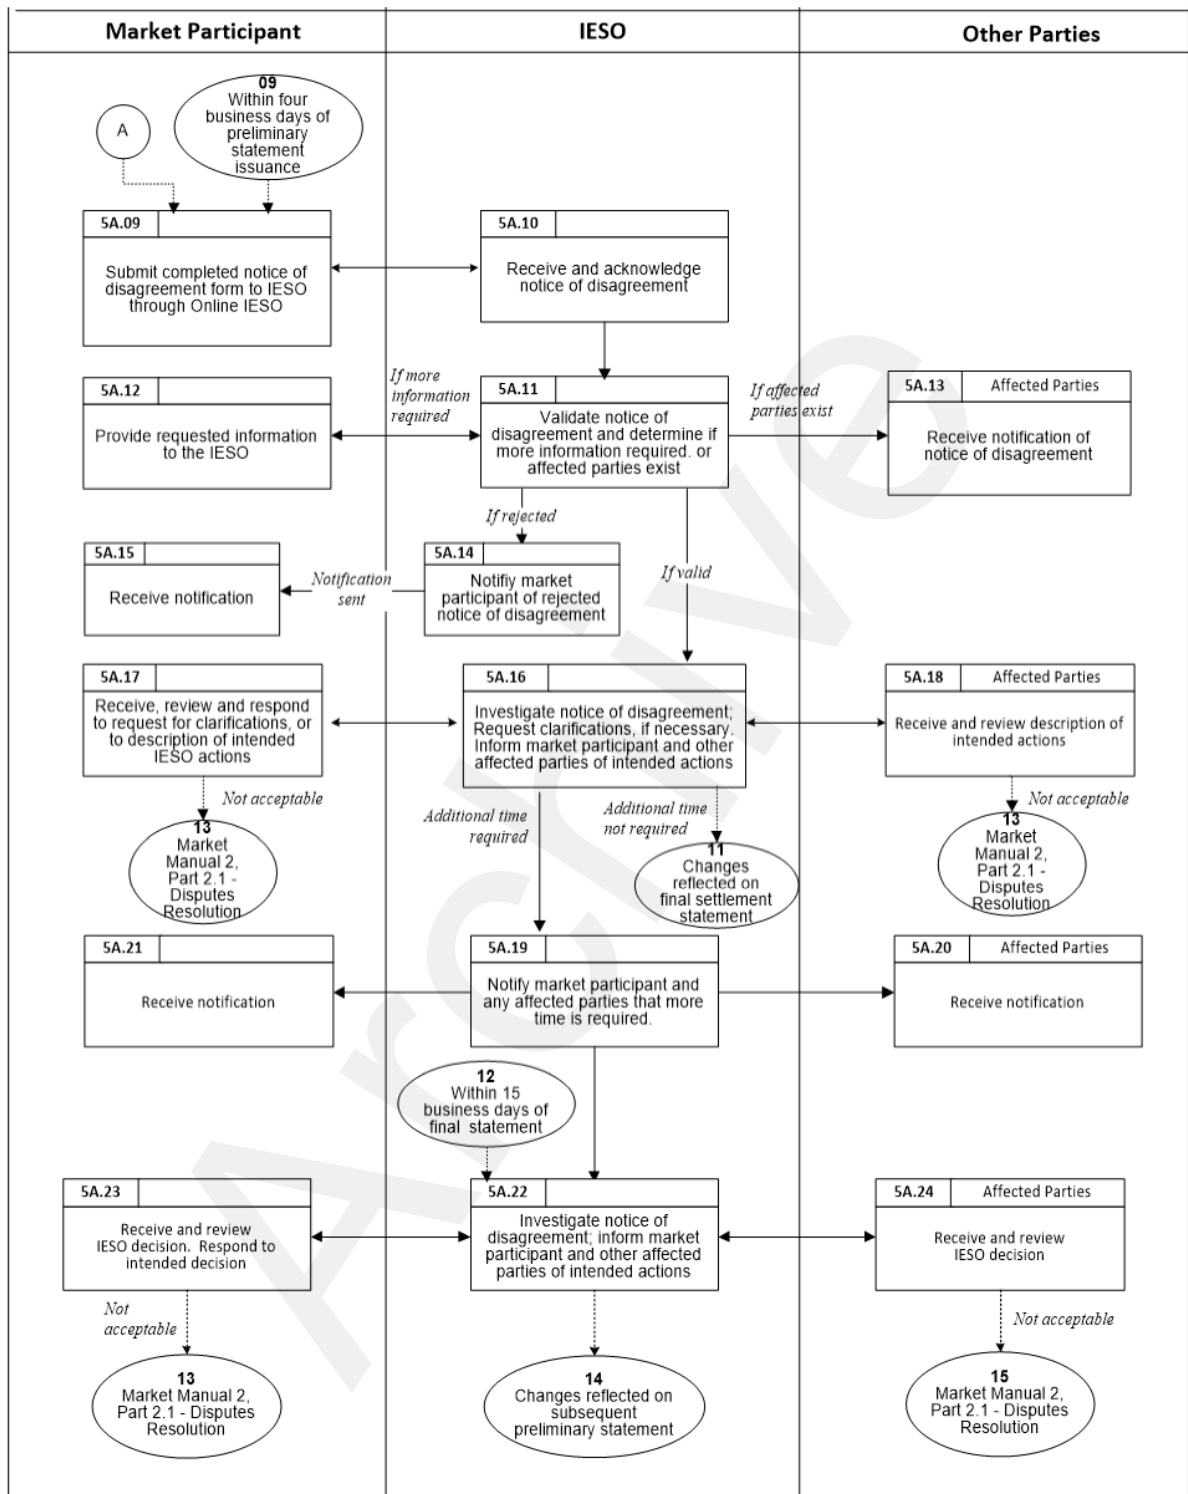 Market Participant
IESO
Other Parties
A
09
Within four
business days of
preliminary
statement
issuance
5A.09
Submit completed notice of
disagreement form to IESO
through Online IESO
5A.10
Receive and acknowledge
notice of disagreement
5A.12
Provide requested information
to the IESO
If more
information
required
5A.11
Validate notice of
disagreement and determine if
more information required. or
affected parties exist
If affected
parties exist
5A.13
Affected Parties
Receive notification of
notice of disagreement
If rejected
If valid
5A.15
Receive notification
Notification
sent
5A.14
Notifiy market
participant of rejected
notice of disagreement
5A.17
Receive, review and respond
to request for clarifications, or
to description of intended
IESO actions
5A.16
Investigate notice of disagreement;
Request clarifications, if necessary.
Inform market participant and other
affected parties of intended actions
5A.18
Affected Parties
Receive and review description of
intended actions
Not acceptable
13
Market
Manual 2,
Part 2.1 -
Disputes
Resolution
Additional time
required
Additional time
not required
11
Changes
reflected on
final settlement
statement
Not acceptable
13
Market
Manual 2,
Part 2.1 -
Disputes
Resolution
5A.21
Receive notification
5A.19
Notify market participant and
any affected parties that more
time is required.
5A.20
Affected Parties
Receive notification
12
Within 15
business days of
final statement
5A.23
Receive and review
IESO decision. Respond to
intended decision
5A.22
Investigate notice of
disagreement; inform market
participant and other affected
parties of intended actions
5A.24
Affected Parties
Receive and review
IESO decision
Not
acceptable
13
Market Manual 2,
Part 2.1 - Disputes
Resolution
14
Changes reflected on
subsequent
preliminary statement
Not acceptable
15
Market Manual 2,
Part 2.1 - Disputes
Resolution
Archive